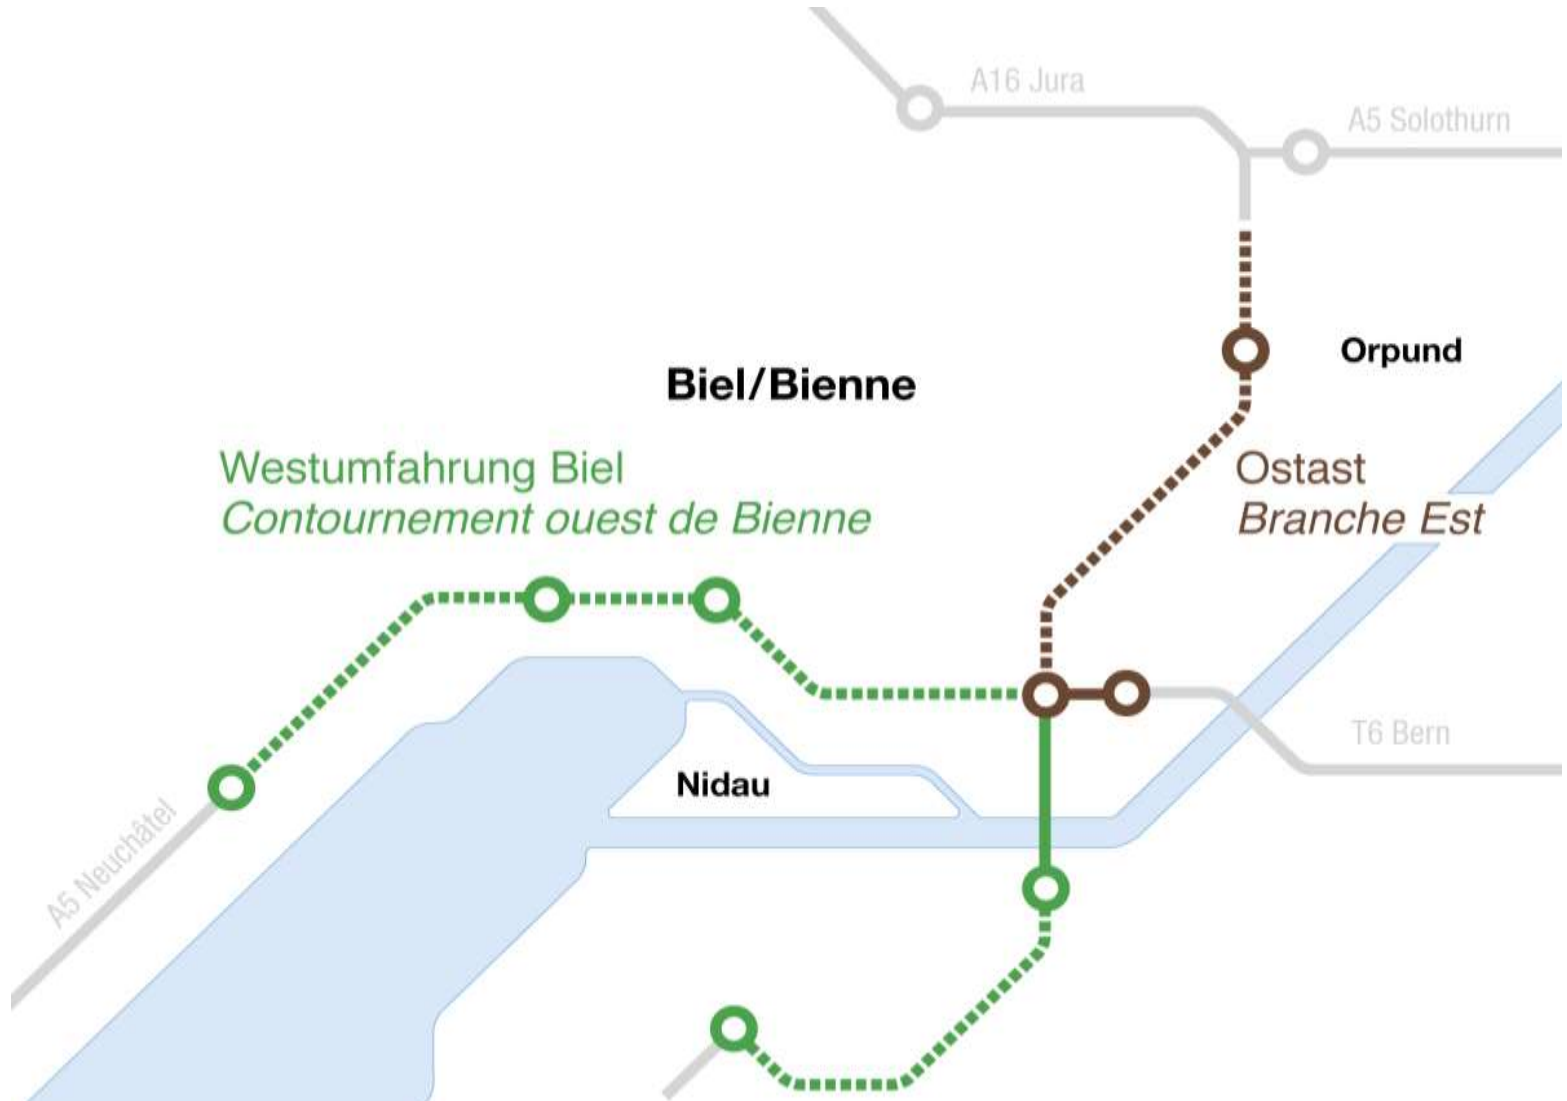 A16 Jura
A5 Solothurn
Orpund
Biel/Bienne
Westumfahrung Biel
Contournement ouest de Bienne
Ostast
Branche Est
T6 Bern
Nidau
A5 Neuchâtel